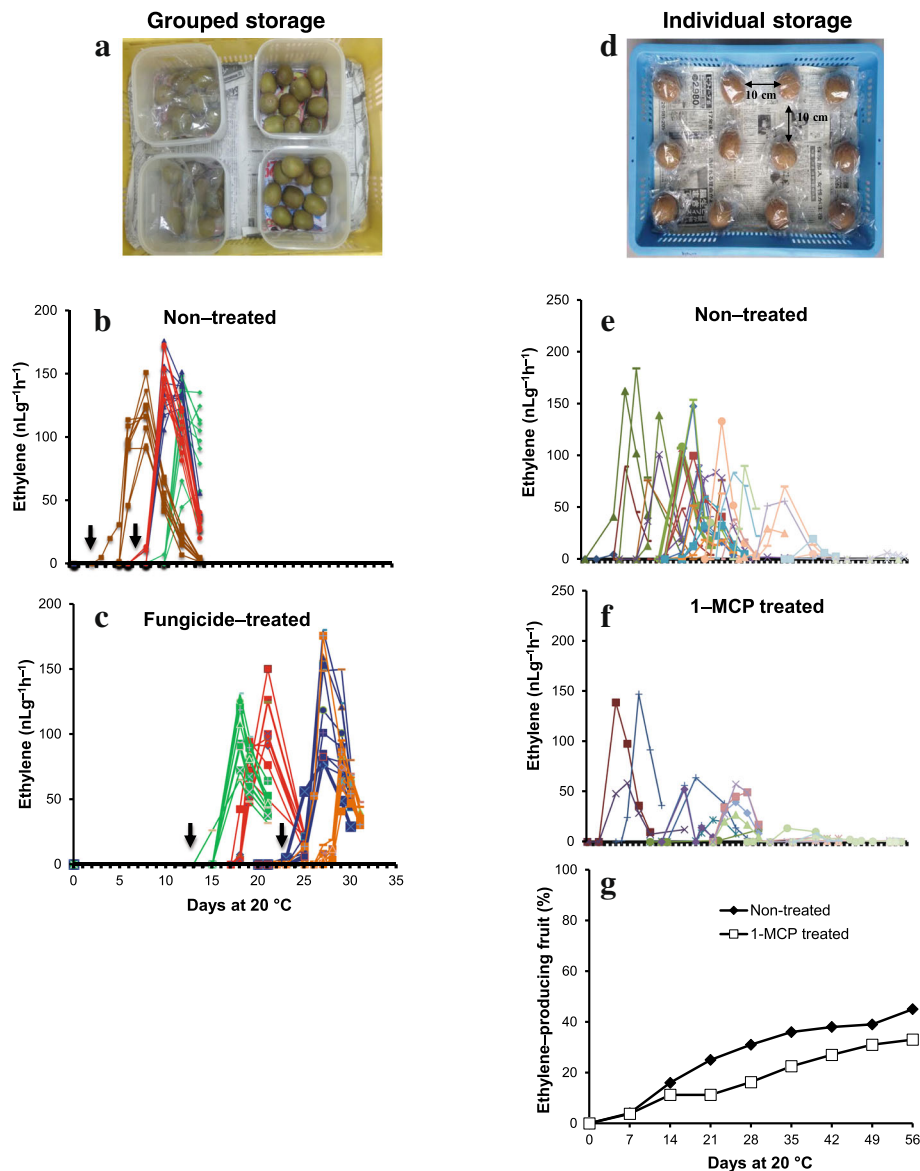 Grouped storage
a
Individual storage
d
10 cm
10 cm
b
Non–treated
Ethylene (nLg⁻¹h⁻¹)
200
150
100
50
0
c
Fungicide–treated
Ethylene (nLg⁻¹h⁻¹)
200
150
100
50
0
0 5 10 15 20 25 30 35
Days at 20 °C
e
Non–treated
Ethylene (nLg⁻¹h⁻¹)
250
200
150
100
50
0
f
1–MCP treated
Ethylene (nLg⁻¹h⁻¹)
250
200
150
100
50
0
g
Ethylene–producing fruit (%)
100
80
60
40
20
0
Non-treated
1-MCP treated
0 7 14 21 28 35 42 49 56
Days at 20 °C